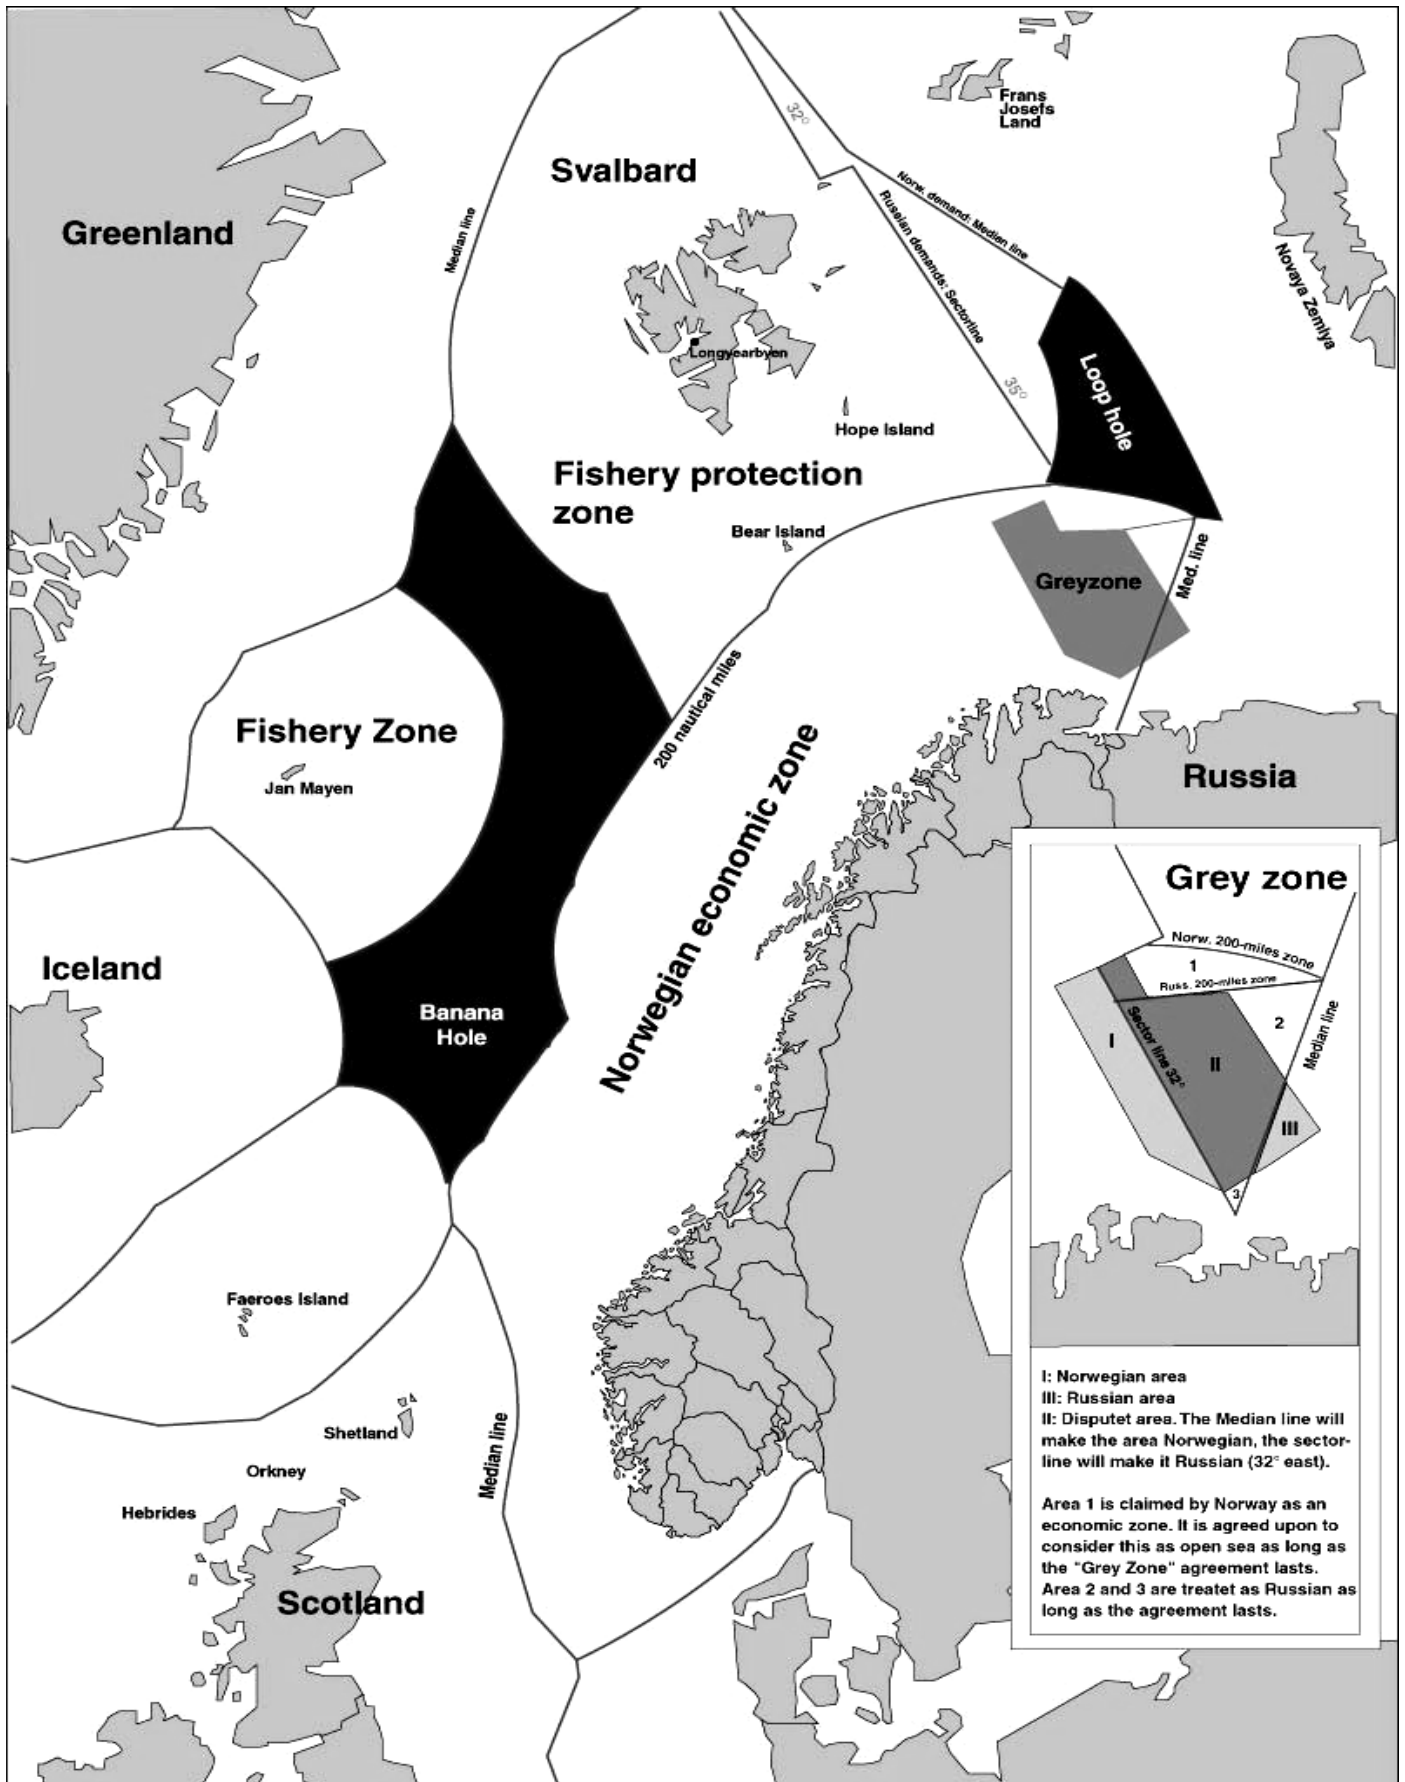 Frans
Josefs
Land
32°
Svalbard
Greenland
Median line
Norw. demand: Median line
Russian demands: Sectorline
Novaya Zemlya
Longyearbyen
Loop hole
35°
Hope Island
Fishery protection
zone
Bear Island
Greyzone
Med. line
200 nautical miles
Fishery Zone
Jan Mayen
Norwegian economic zone
Russia
Iceland
Banana
Hole
Faeroes Island
Shetland
Median line
Orkney
Hebrides
Scotland
Grey zone
Norw. 200-miles zone
1
Russ. 200-miles zone
Sector line 32°
2
Median line
I
II
III
3
I: Norwegian area
III: Russian area
II: Disputet area. The Median line will
make the area Norwegian, the sector-
line will make it Russian (32° east).
Area 1 is claimed by Norway as an
economic zone. It is agreed upon to
consider this as open sea as long as
the "Grey Zone" agreement lasts.
Area 2 and 3 are treatet as Russian as
long as the agreement lasts.